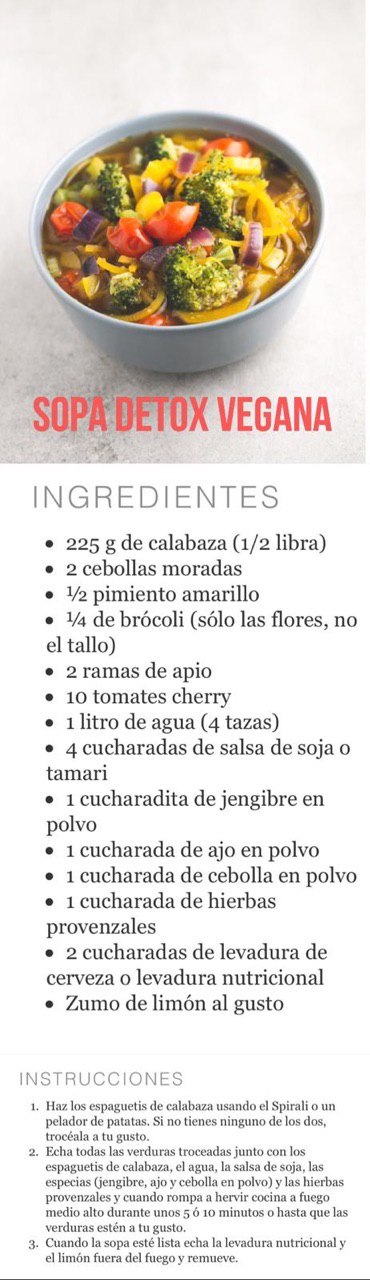 SOPA DETOX VEGANA
INGREDIENTES
• 225 g de calabaza (1/2 libra)
• 2 cebollas moradas
• ½ pimiento amarillo
• ¼ de brócoli (sólo las flores, no
el tallo)
• 2 ramas de apio
• 10 tomates cherry
• 1 litro de agua (4 tazas)
• 4 cucharadas de salsa de soja o
tamari
• 1 cucharadita de jengibre en
polvo
• 1 cucharada de ajo en polvo
• 1 cucharada de cebolla en polvo
• 1 cucharada de hierbas
provenzales
• 2 cucharadas de levadura de
cerveza o levadura nutricional
• Zumo de limón al gusto
INSTRUCCIONES
1. Haz los espaguetis de calabaza usando el Spirali o un
pelador de patatas. Si no tienes ninguno de los dos,
trocéala a tu gusto.
2. Echa todas las verduras troceadas junto con los
espaguetis de calabaza, el agua, la salsa de soja, las
especias (jengibre, ajo y cebolla en polvo) y las hierbas
provenzales y cuando rompa a hervir cocina a fuego
medio alto durante unos 5 ó 10 minutos o hasta que las
verduras estén a tu gusto.
3. Cuando la sopa esté lista echa la levadura nutricional y
el limón fuera del fuego y remueve.